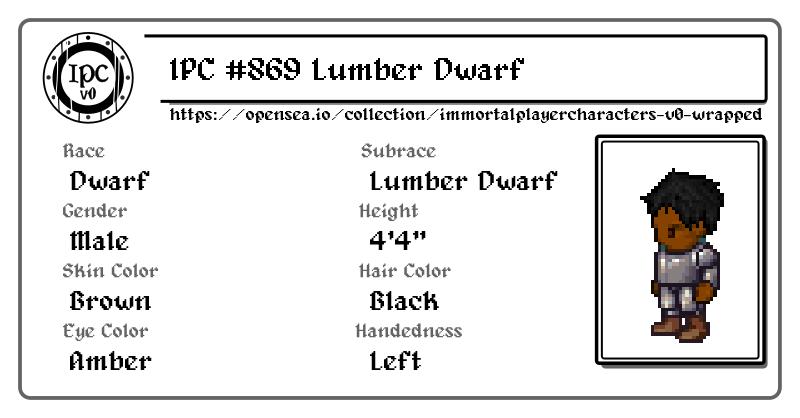 IPC
v0
IPC #869 Lumber Dwarf
https://opensea.io/collection/immortalplayercharacters-v0-wrapped
Race
Subrace
Dwarf
Lumber Dwarf
Gender
Height
Male
4'4"
Skin Color
Hair Color
Brown
Black
Eye Color
Handedness
Amber
Left